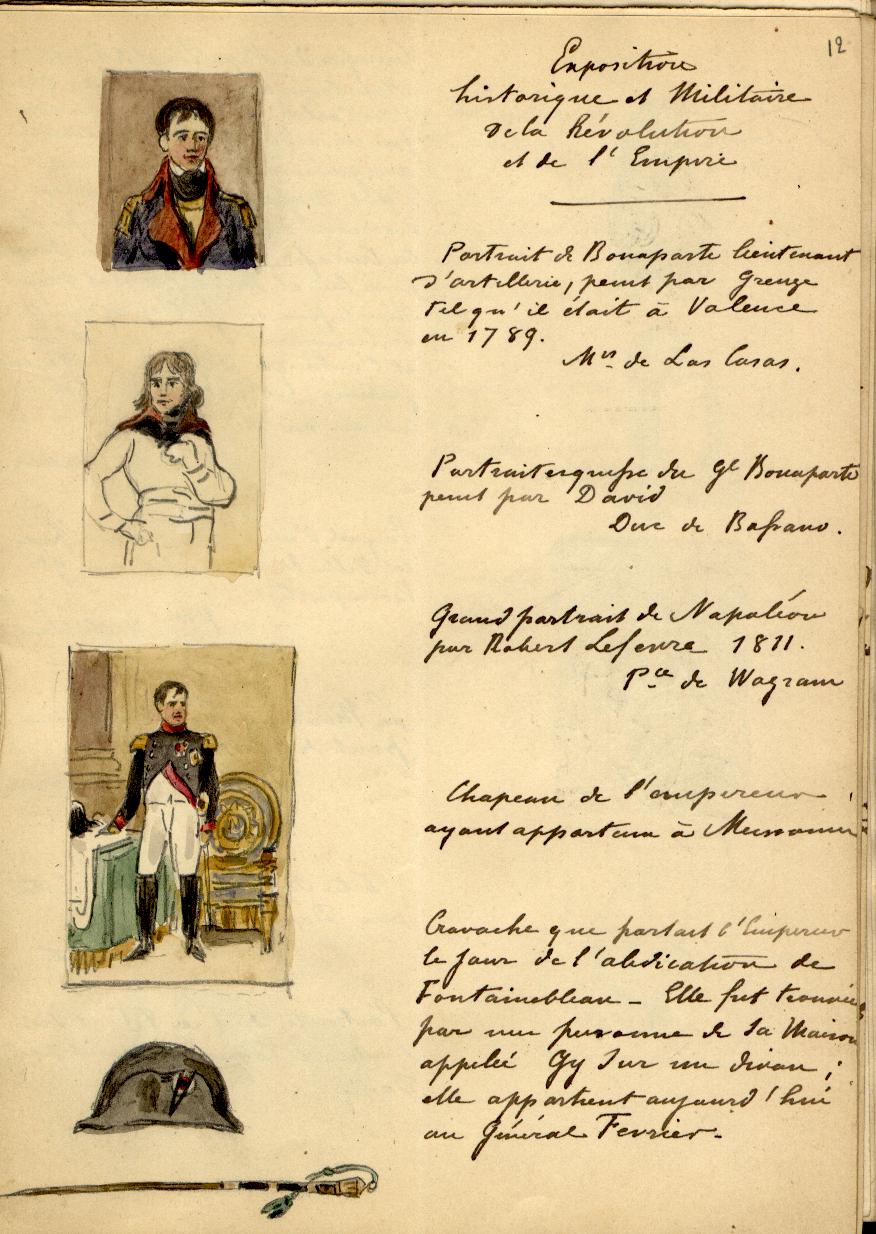 12
Exposition
historique et Militaire
de la Révolution
et de l'Empire
Portrait de Bonaparte lieutenant
d'artillerie, peint par Greuze
tel qu'il était à Valence
en 1789.
Mis de Las Casas.
Portrait esquisse du Gl Bonaparte
peint par David
Duc de Bassano.
Grand portrait de Napoléon
par Robert Lefevre 1811.
Pce de Wagram
Chapeau de l'empereur
ayant appartenu à Meissonier
Cravache que portait l'Empereur
le jour de l'abdication de
Fontainebleau - Elle fut trouvée
par une personne de sa Maison
appelée Gy sur un divan ;
elle appartient aujourd'hui
au Général Fevrier.